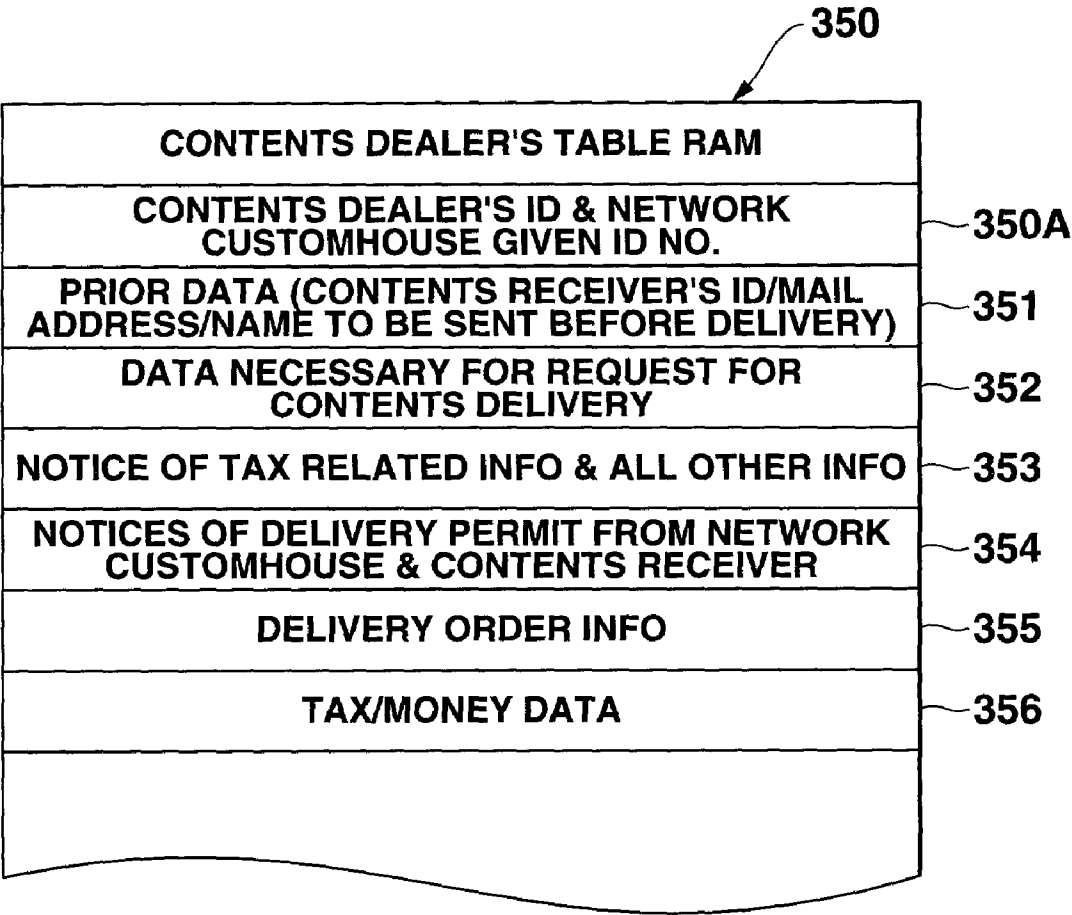 350
CONTENTS DEALER'S TABLE RAM
CONTENTS DEALER'S ID & NETWORK
CUSTOMHOUSE GIVEN ID NO.
350A
PRIOR DATA (CONTENTS RECEIVER'S ID/MAIL
ADDRESS/NAME TO BE SENT BEFORE DELIVERY)
351
DATA NECESSARY FOR REQUEST FOR
CONTENTS DELIVERY
352
NOTICE OF TAX RELATED INFO & ALL OTHER INFO
353
NOTICES OF DELIVERY PERMIT FROM NETWORK
CUSTOMHOUSE & CONTENTS RECEIVER
354
DELIVERY ORDER INFO
355
TAX/MONEY DATA
356